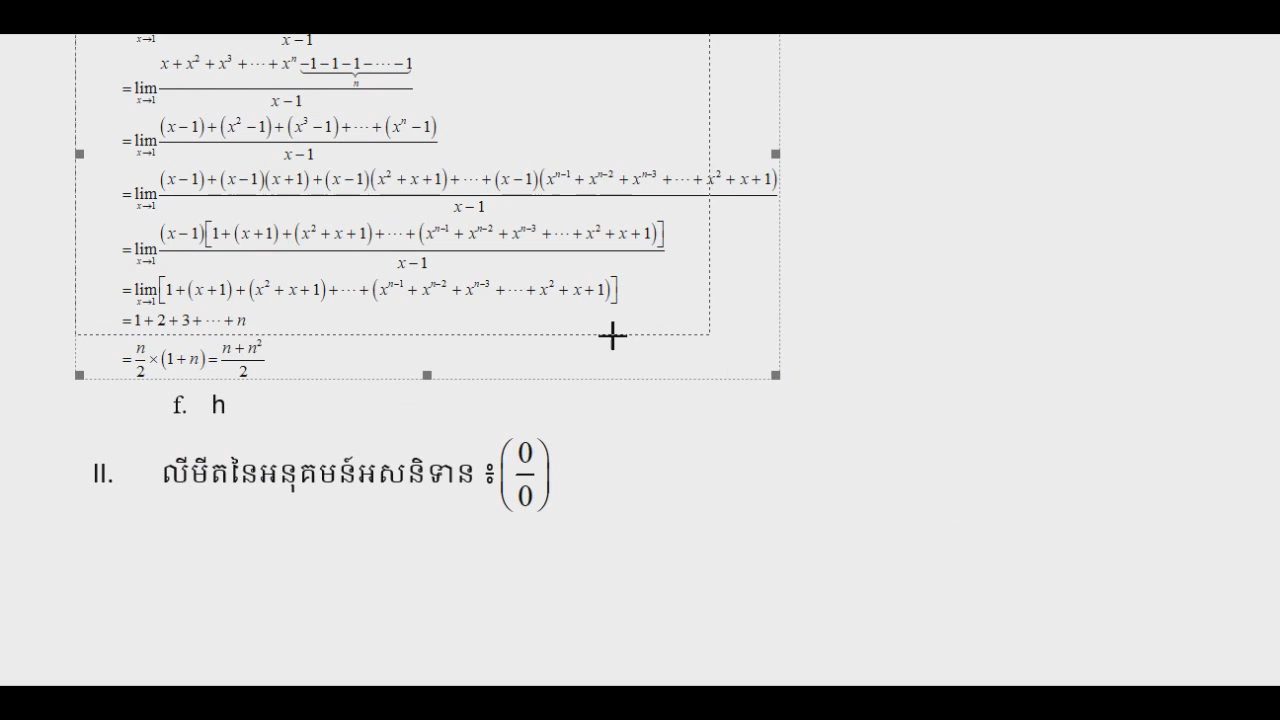 x→1 x−1
=lim x→1 (x+x²+x³+⋯+xⁿ−1−1−1−⋯−1)/(x−1) n
=lim x→1 ((x−1)+(x²−1)+(x³−1)+⋯+(xⁿ−1))/(x−1)
=lim x→1 ((x−1)+(x−1)(x+1)+(x−1)(x²+x+1)+⋯+(x−1)(xⁿ⁻¹+xⁿ⁻²+xⁿ⁻³+⋯+x²+x+1))/(x−1)
=lim x→1 ((x−1)[1+(x+1)+(x²+x+1)+⋯+(xⁿ⁻¹+xⁿ⁻²+xⁿ⁻³+⋯+x²+x+1)])/(x−1)
=lim x→1 [1+(x+1)+(x²+x+1)+⋯+(xⁿ⁻¹+xⁿ⁻²+xⁿ⁻³+⋯+x²+x+1)]
=1+2+3+⋯+n
=n/2×(1+n)=(n+n²)/2
f. h
II. លីមីតនៃអនុគមន៍អសនិទាន ៖(0/0)